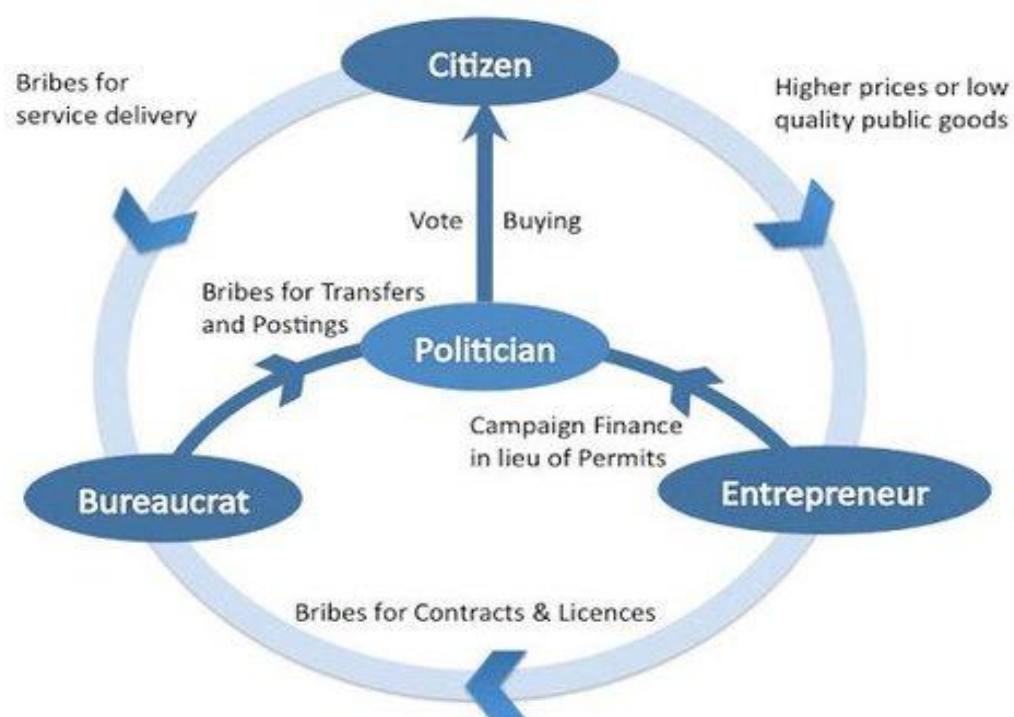 Citizen
Bribes for
service delivery
Higher prices or low
quality public goods
Vote Buying
Bribes for Transfers
and Postings
Politician
Campaign Finance
in lieu of Permits
Bureaucrat
Entrepreneur
Bribes for Contracts & Licences